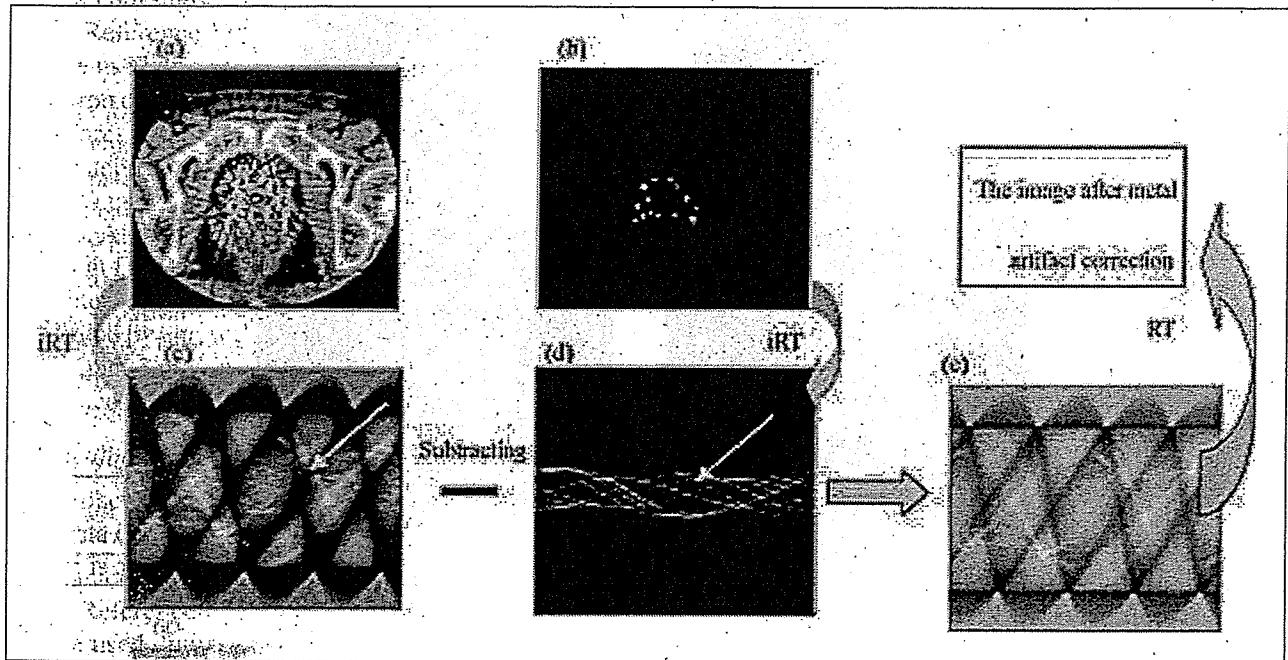 (a)
(b)
The image after metal
artifact correction
iRT
iRT
RT
(c)
(d)
(e)
Subtracting